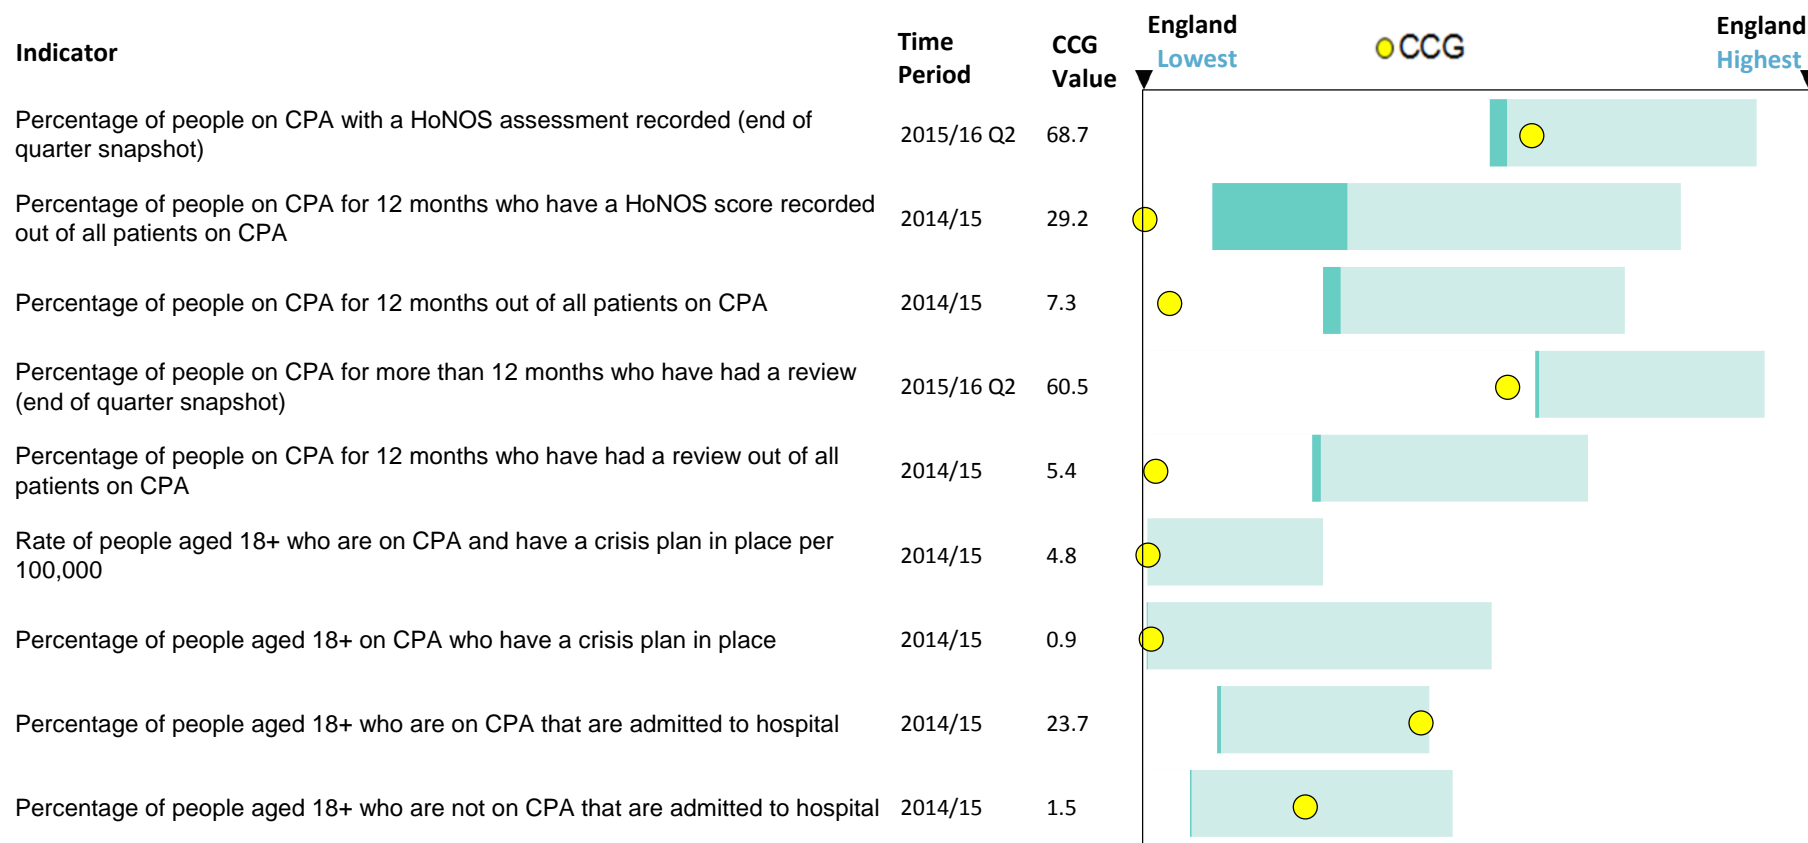 Indicator
Time
Period
CCG
Value
England
Lowest
CCG
England
Highest
Percentage of people on CPA with a HoNOS assessment recorded (end of
quarter snapshot)
2015/16 Q2
68.7
Percentage of people on CPA for 12 months who have a HoNOS score recorded
out of all patients on CPA
2014/15
29.2
Percentage of people on CPA for 12 months out of all patients on CPA
2014/15
7.3
Percentage of people on CPA for more than 12 months who have had a review
(end of quarter snapshot)
2015/16 Q2
60.5
Percentage of people on CPA for 12 months who have had a review out of all
patients on CPA
2014/15
5.4
Rate of people aged 18+ who are on CPA and have a crisis plan in place per
100,000
2014/15
4.8
Percentage of people aged 18+ on CPA who have a crisis plan in place
2014/15
0.9
Percentage of people aged 18+ who are on CPA that are admitted to hospital
2014/15
23.7
Percentage of people aged 18+ who are not on CPA that are admitted to hospital
2014/15
1.5